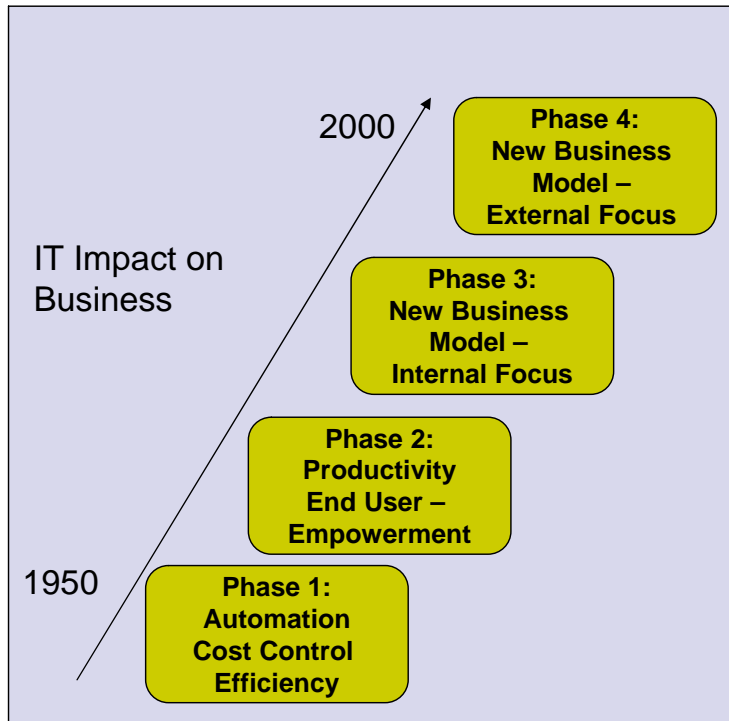 2000
Phase 4:
New Business
Model –
External Focus
IT Impact on
Business
Phase 3:
New Business
Model –
Internal Focus
Phase 2:
Productivity
End User –
Empowerment
1950
Phase 1:
Automation
Cost Control
Efficiency